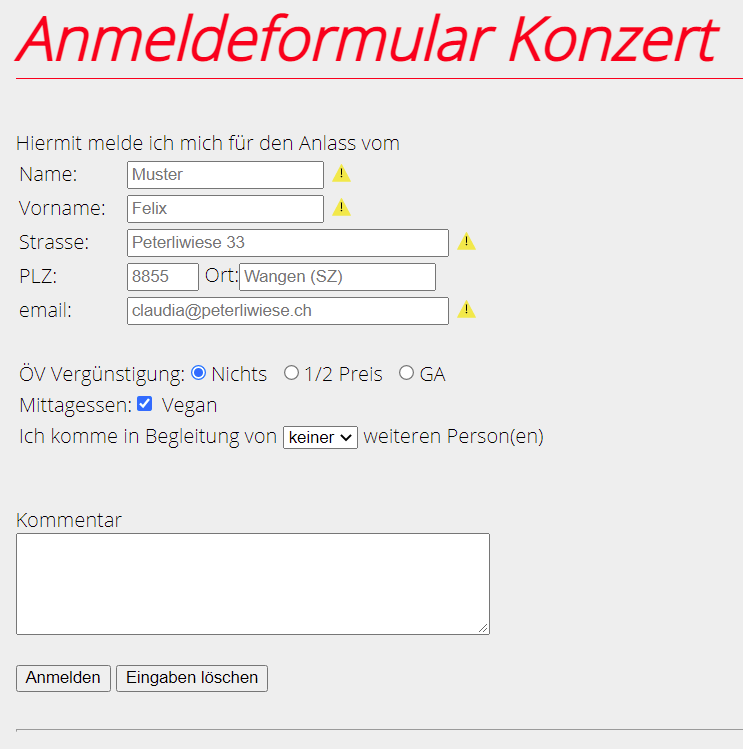 Anmeldeformular Konzert
Hiermit melde ich mich für den Anlass vom
Name: Muster
Vorname: Felix
Strasse: Peterliwiese 33
PLZ: 8855 Ort: Wangen (SZ)
email: claudia@peterliwiese.ch
ÖV Vergünstigung: Nichts 1/2 Preis GA
Mittagessen: Vegan
Ich komme in Begleitung von keiner weiteren Person(en)
Kommentar
Anmelden Eingaben löschen